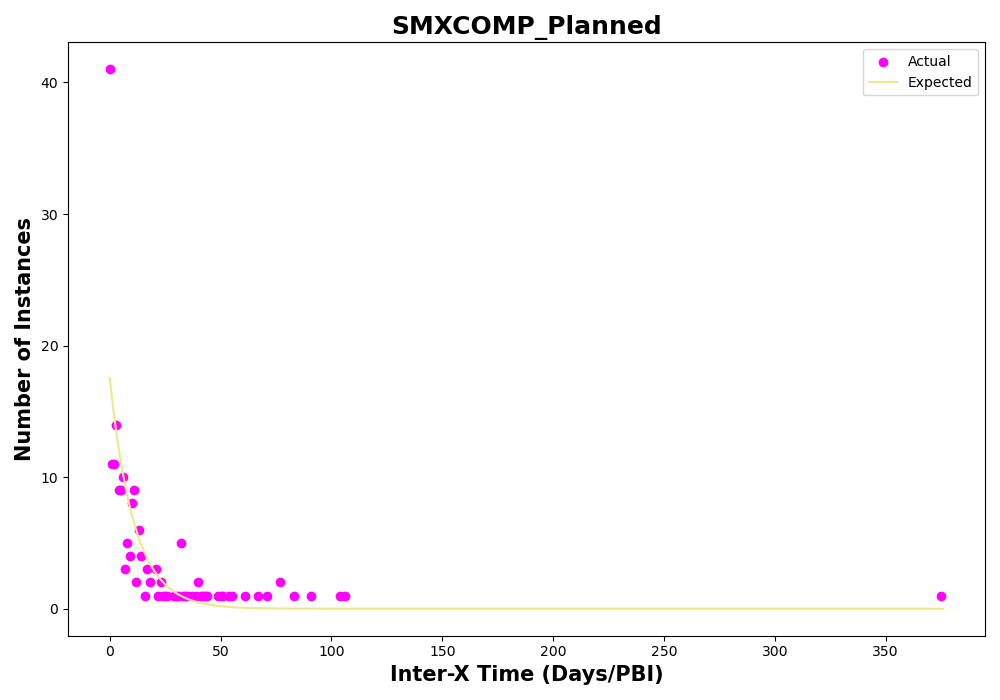 SMXCOMP_Planned
Actual
Expected
Number of Instances
40
30
20
10
0
0
50
100
150
200
250
300
350
Inter-X Time (Days/PBI)